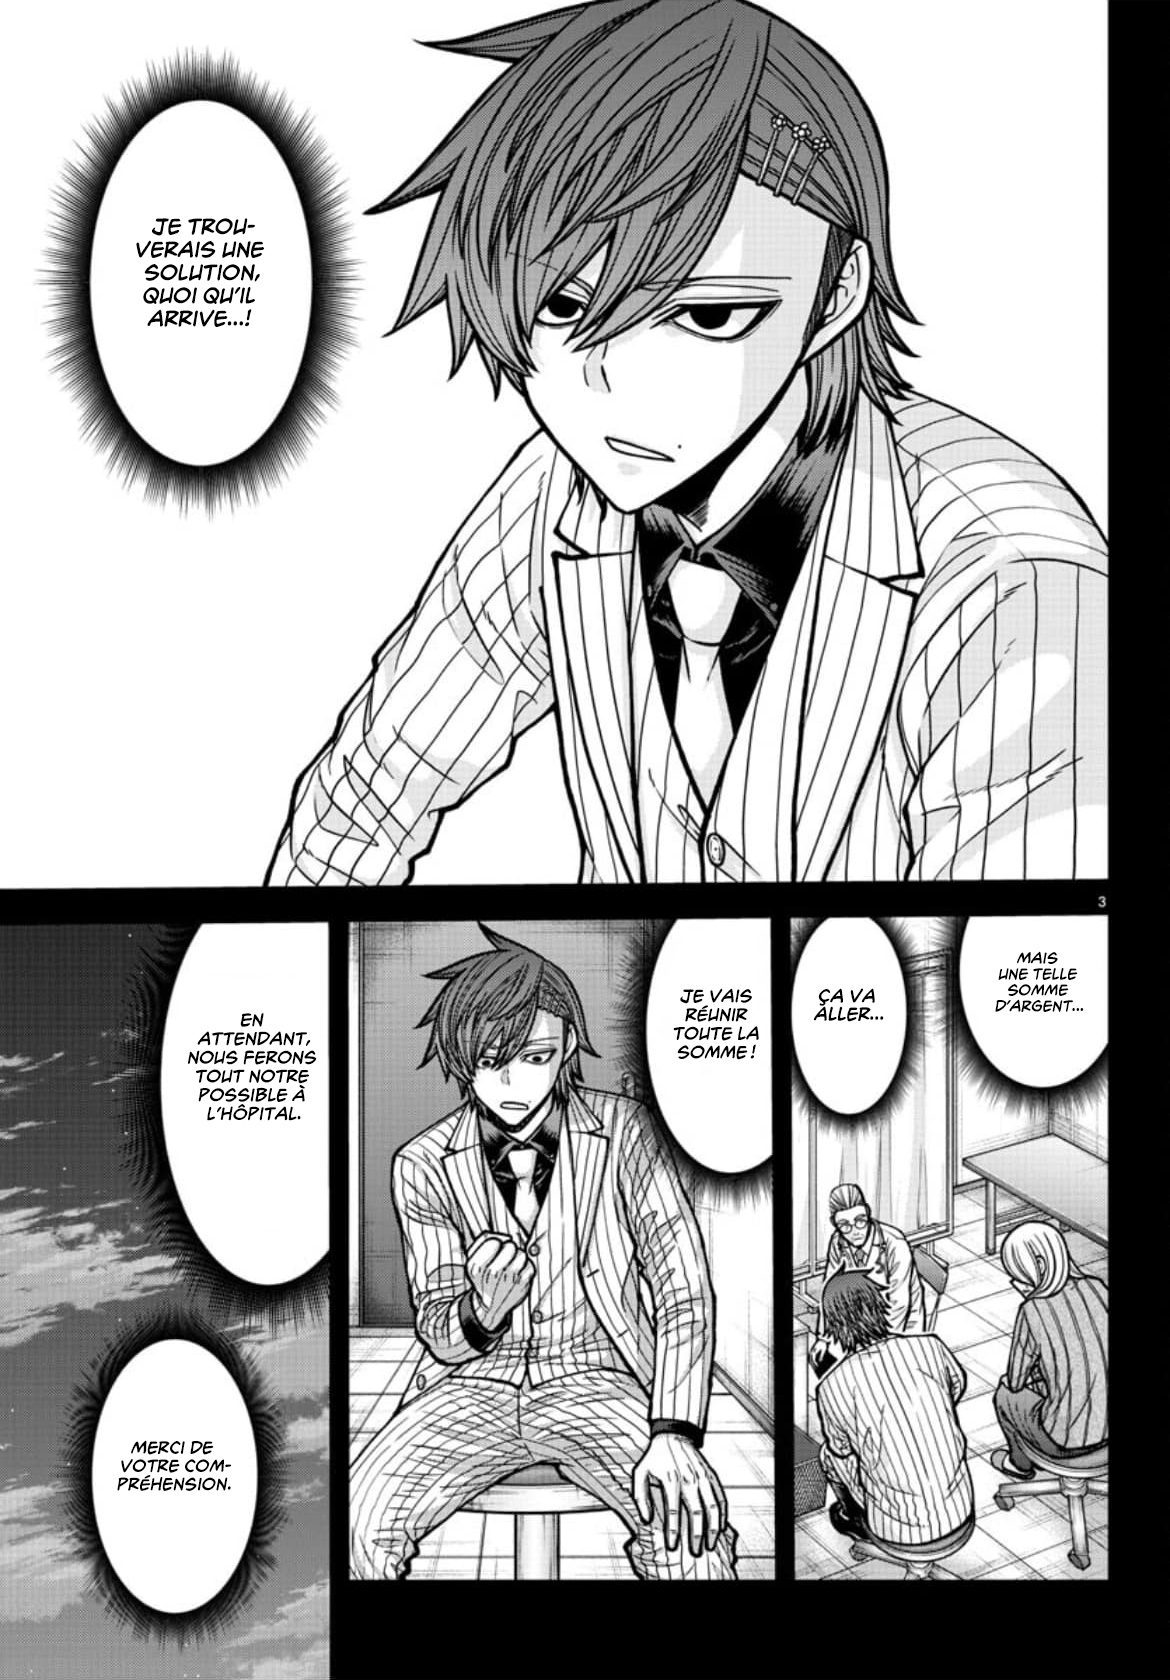 JE TROU-
VERAIS UNE
SOLUTION,
QUOI QU'IL
ARRIVE...!
3
MAIS
UNE TELLE
SOMME
D'ARGENT...
ÇA VA
ALLER...
JE VAIS
RÉUNIR
TOUTE LA
SOMME !
EN
ATTENDANT,
NOUS FERONS
TOUT NOTRE
POSSIBLE À
L'HÔPITAL.
MERCI DE
VOTRE COM-
PRÉHENSION.